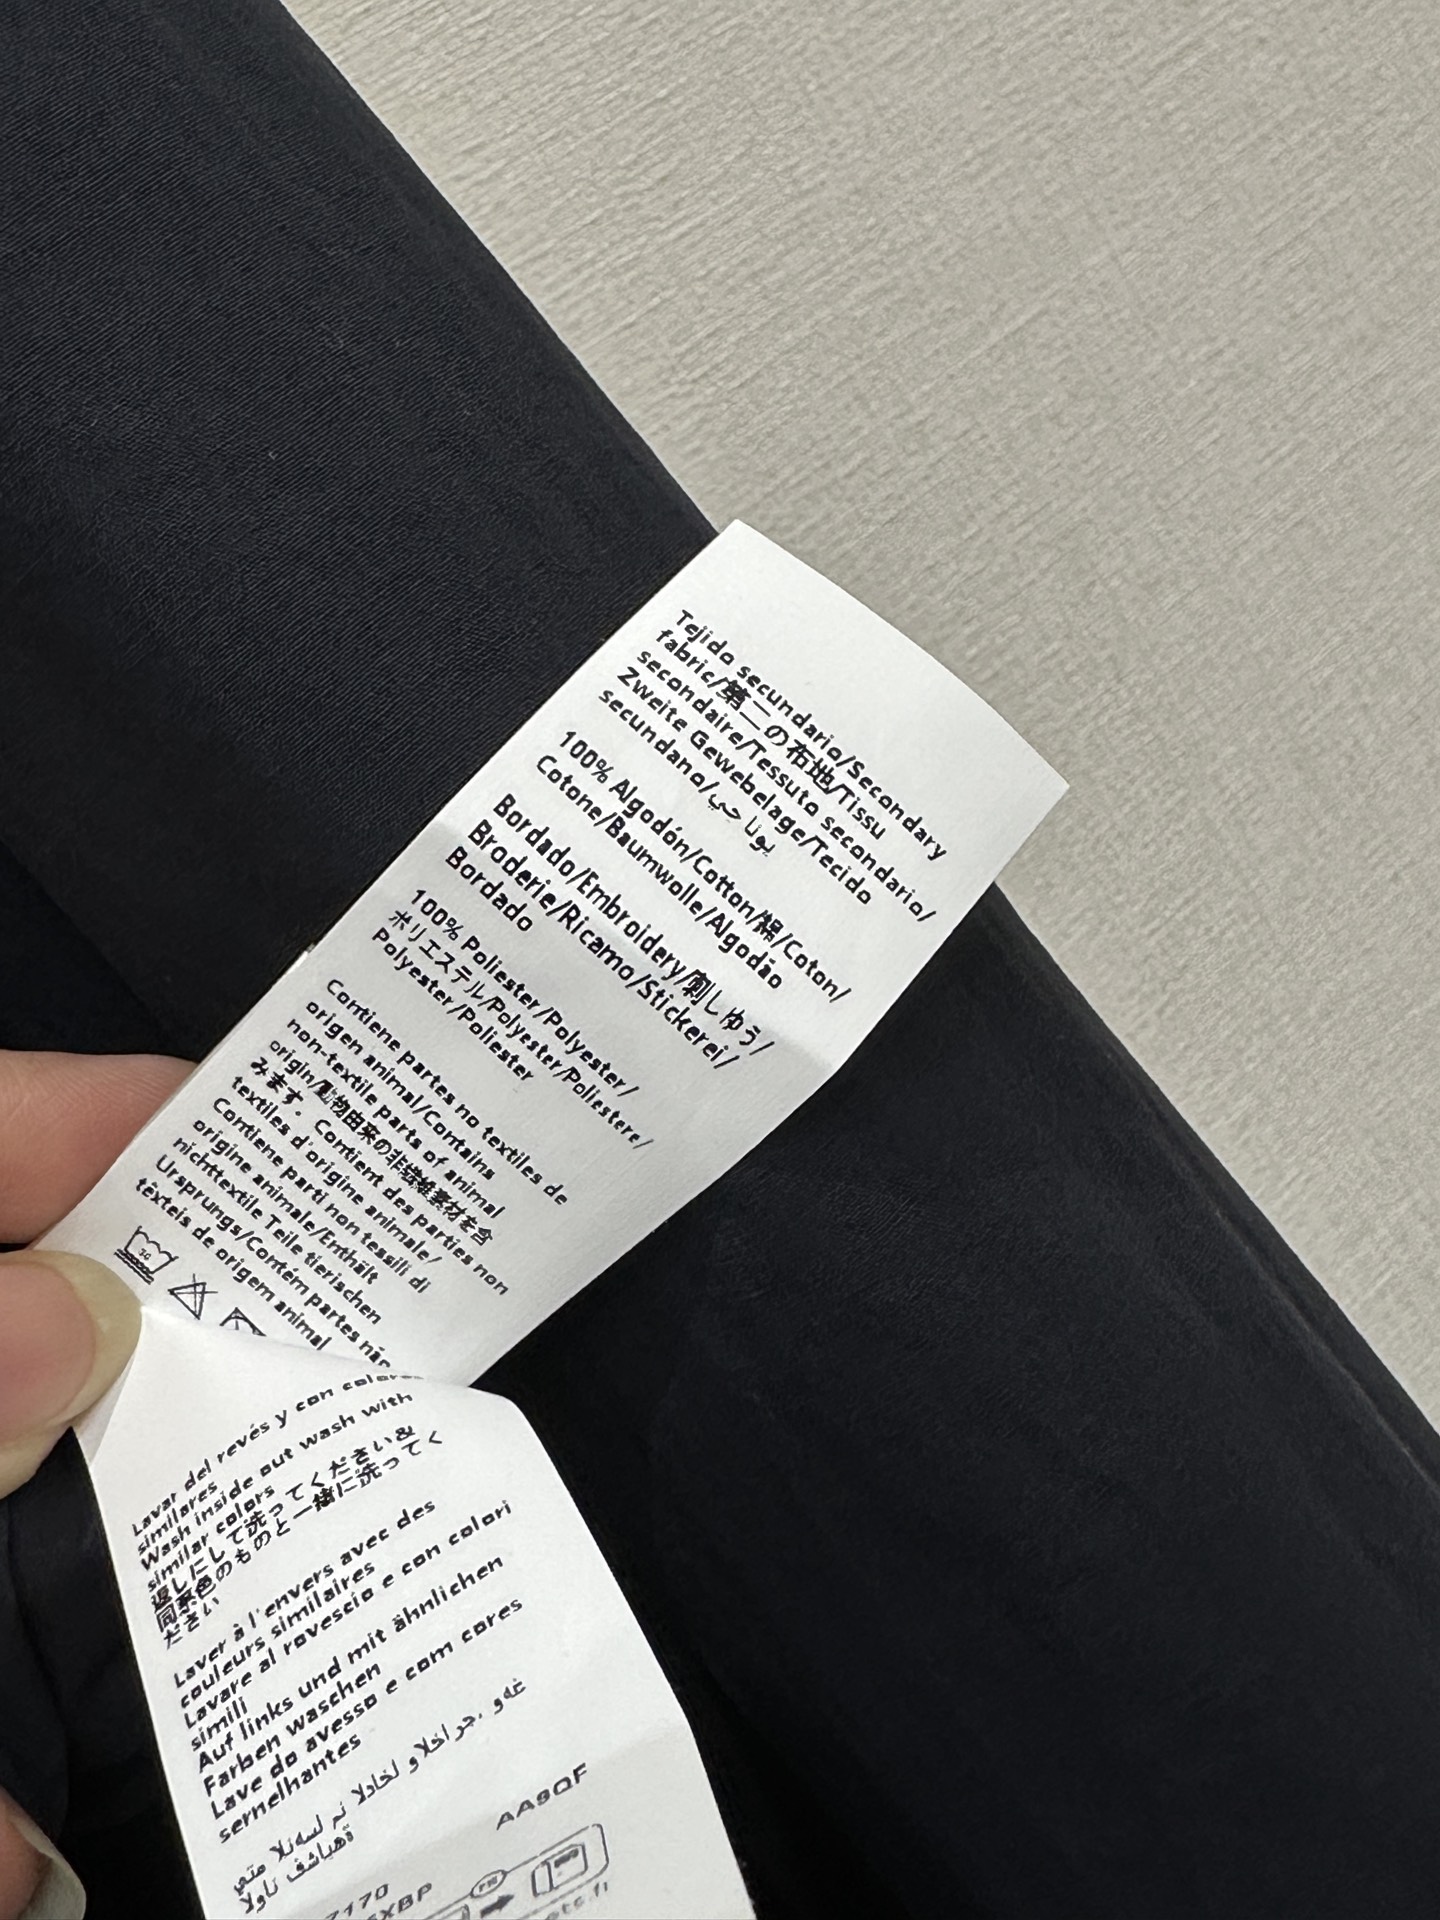 Tejido secundario/Secondary
fabric/第二の布地/Tissu
secondaire/Tessuto secondario/
Zweite Gewebelage/Tecido
secundano/
100% Algodón/Cotton/綿/Coton/
Cotone/Baumwolle/Algodão
Bordado/Embroidery/刺しゅう/
Broderie/Ricamo/Stickerei/
Bordado
100% Poliester/Polyester/
ポリエステル/Polyester/Poliestere/
Polyester/Poliester
Contiene partes no textiles de
origen animal/Contains
non-textile parts of animal
origin/動物由来の非繊維素材を含
みます。Contient des parties non
textiles d'origine animale/
Contiene parti non tessili di
origine animale/Enthält
nichttextile Teile tierischen
Ursprungs/Contém partes não
têxteis de origem animal
Lavar del revés y con colores
similares
Wash inside out wash with
similar colors
返しにして洗ってください&
同系色のものと一緒に洗ってく
ださい
Laver à l'envers avec des
couleurs similaires
Lavare al rovescio e con colori
simili
Auf links und mit ähnlichen
Farben waschen
Lave do avesso e com cores
sernelhantes
AA9QF
7170
XBP